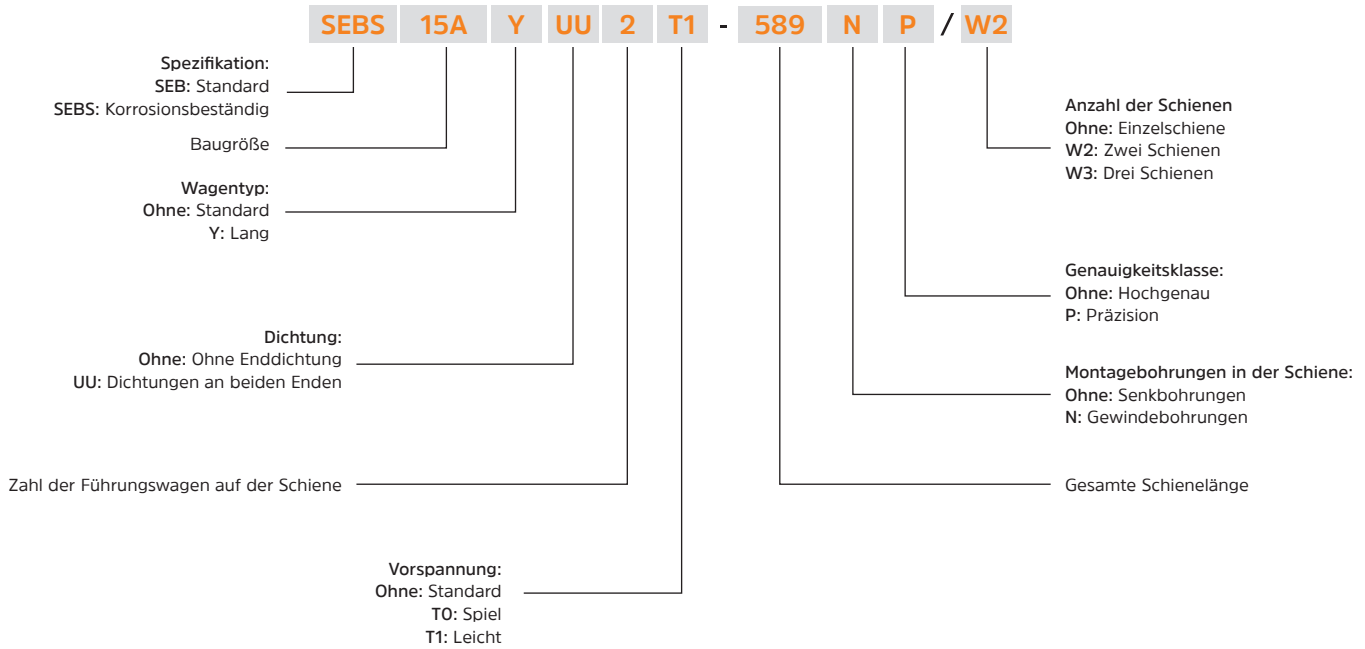 SEBS 15A Y UU 2 T1 - 589 N P / W2
Spezifikation:
SEB: Standard
SEBS: Korrosionsbeständig
Baugröße
Wagentyp:
Ohne: Standard
Y: Lang
Dichtung:
Ohne: Ohne Enddichtung
UU: Dichtungen an beiden Enden
Zahl der Führungswagen auf der Schiene
Vorspannung:
Ohne: Standard
T0: Spiel
T1: Leicht
Anzahl der Schienen
Ohne: Einzelschiene
W2: Zwei Schienen
W3: Drei Schienen
Genauigkeitsklasse:
Ohne: Hochgenau
P: Präzision
Montagebohrungen in der Schiene:
Ohne: Senkbohrungen
N: Gewindebohrungen
Gesamte Schienelänge